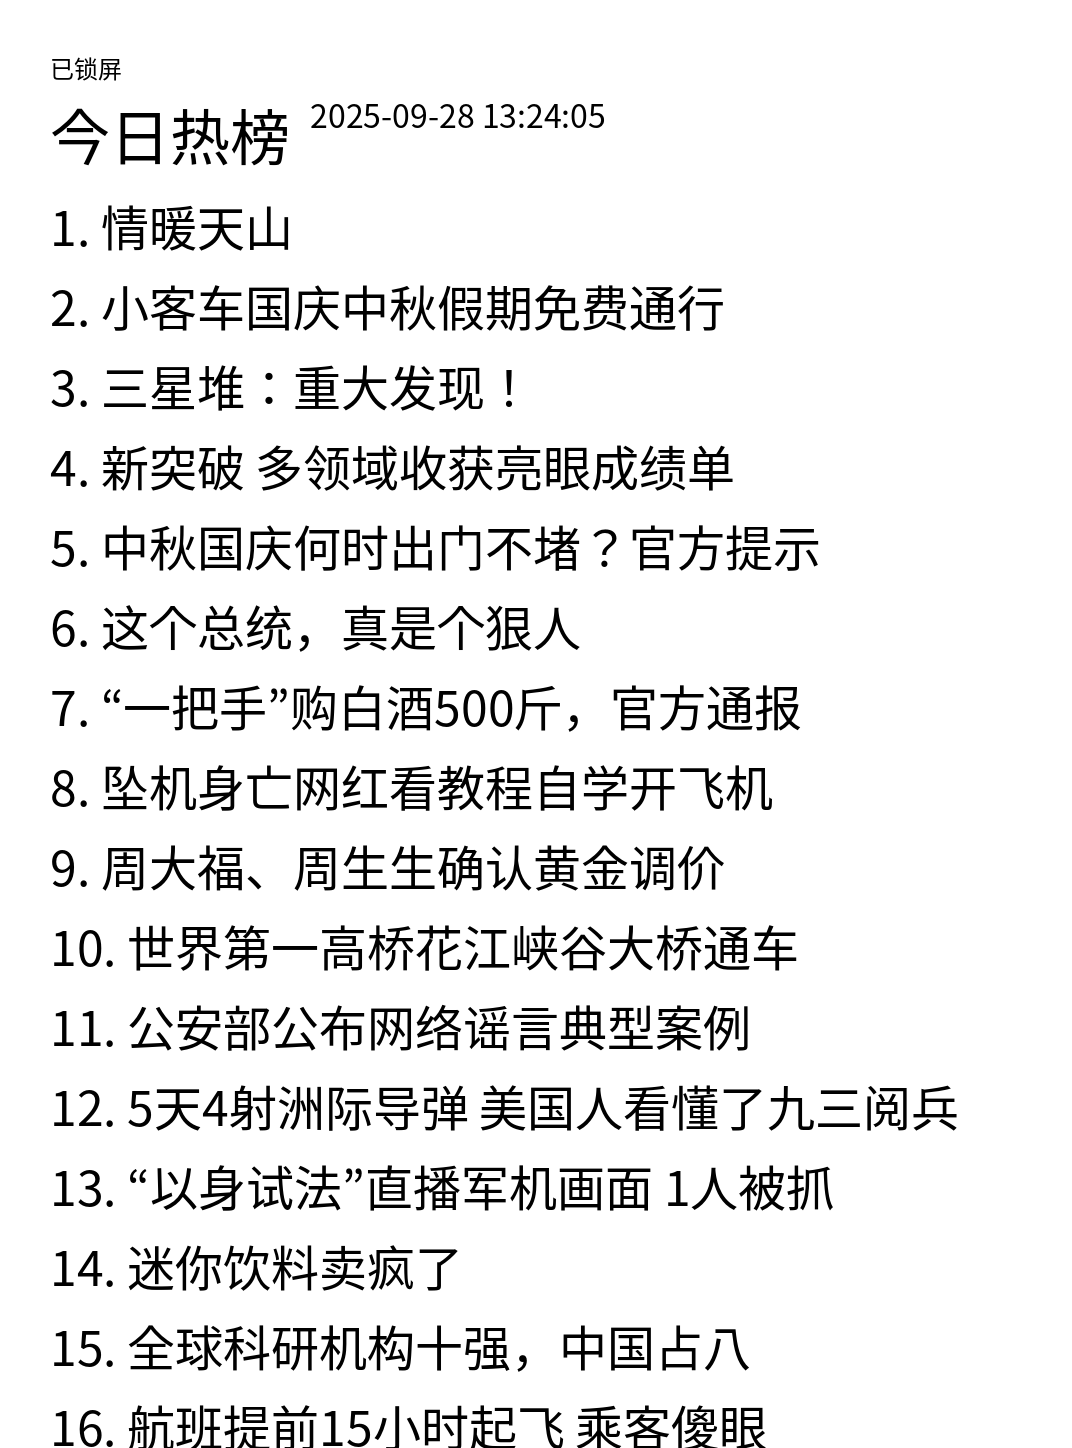 已锁屏
今日热榜 2025-09-28 13:24:05
1. 情暖天山
2. 小客车国庆中秋假期免费通行
3. 三星堆：重大发现！
4. 新突破 多领域收获亮眼成绩单
5. 中秋国庆何时出门不堵？官方提示
6. 这个总统，真是个狠人
7. “一把手”购白酒500斤，官方通报
8. 坠机身亡网红看教程自学开飞机
9. 周大福、周生生确认黄金调价
10. 世界第一高桥花江峡谷大桥通车
11. 公安部公布网络谣言典型案例
12. 5天4射洲际导弹 美国人看懂了九三阅兵
13. “以身试法”直播军机画面 1人被抓
14. 迷你饮料卖疯了
15. 全球科研机构十强，中国占八
16. 航班提前15小时起飞 乘客傻眼